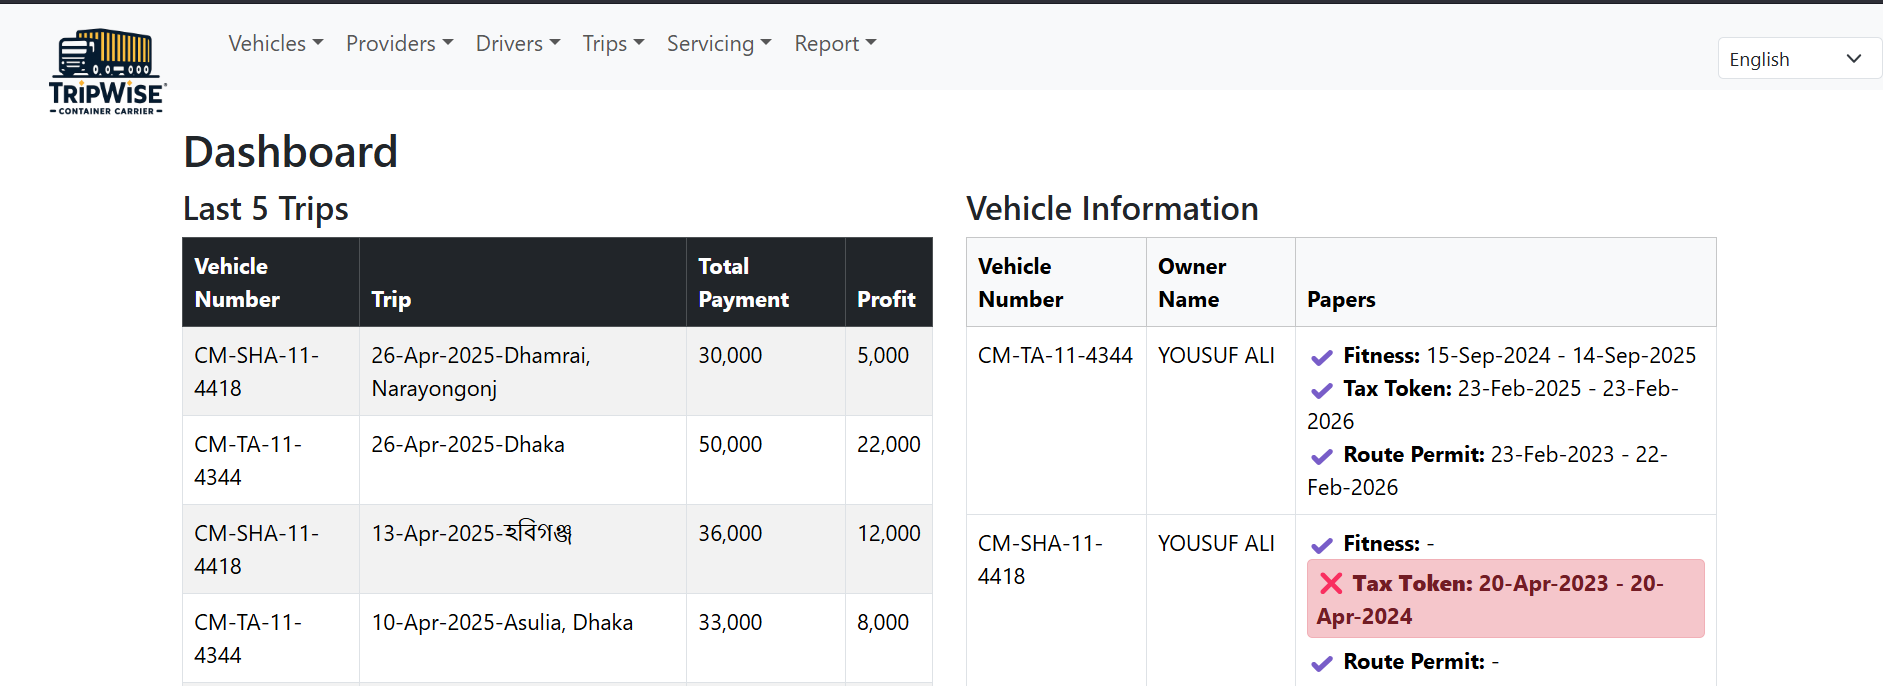 Vehicles Providers Drivers Trips Servicing Report
English
TRIPWISE
CONTAINER CARRIER
Dashboard
Last 5 Trips
Vehicle Number Trip Total Payment Profit
CM-SHA-11-4418 26-Apr-2025-Dhamrai, Narayongonj 30,000 5,000
CM-TA-11-4344 26-Apr-2025-Dhaka 50,000 22,000
CM-SHA-11-4418 13-Apr-2025-হবিগঞ্জ 36,000 12,000
CM-TA-11-4344 10-Apr-2025-Asulia, Dhaka 33,000 8,000
Vehicle Information
Vehicle Number Owner Name Papers
CM-TA-11-4344 YOUSUF ALI
Fitness: 15-Sep-2024 - 14-Sep-2025
Tax Token: 23-Feb-2025 - 23-Feb-
2026
Route Permit: 23-Feb-2023 - 22-
Feb-2026
CM-SHA-11-4418 YOUSUF ALI
Fitness: -
Tax Token: 20-Apr-2023 - 20-
Apr-2024
Route Permit: -